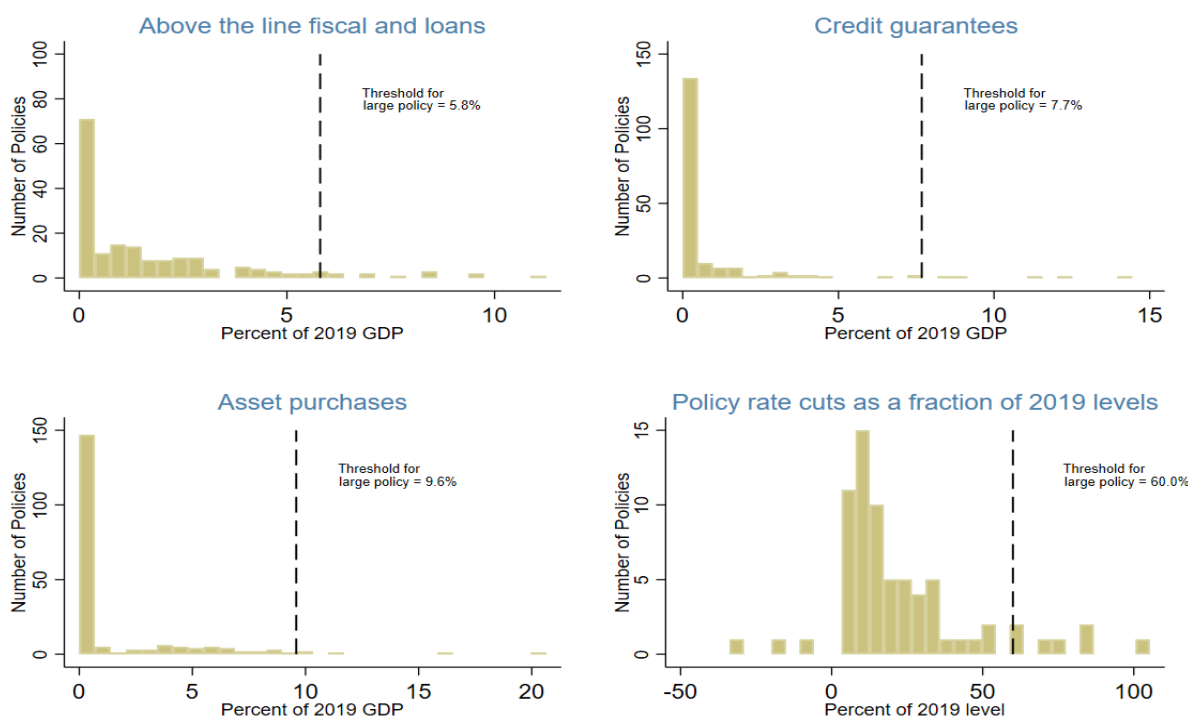 Above the line fiscal and loans
Number of Policies
100
80
60
40
20
0
Threshold for
large policy = 5.8%
0 5 10
Percent of 2019 GDP
Credit guarantees
Number of Policies
150
100
50
0
Threshold for
large policy = 7.7%
0 5 10 15
Percent of 2019 GDP
Asset purchases
Number of Policies
150
100
50
0
Threshold for
large policy = 9.6%
0 5 10 15 20
Percent of 2019 GDP
Policy rate cuts as a fraction of 2019 levels
Number of Policies
15
10
5
0
Threshold for
large policy = 60.0%
-50 0 50 100
Percent of 2019 level